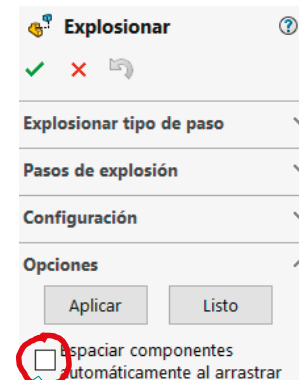 Explosionar
Explosionar tipo de paso
Pasos de explosión
Configuración
Opciones
Aplicar Listo
Espaciar componentes
automáticamente al arrastrar